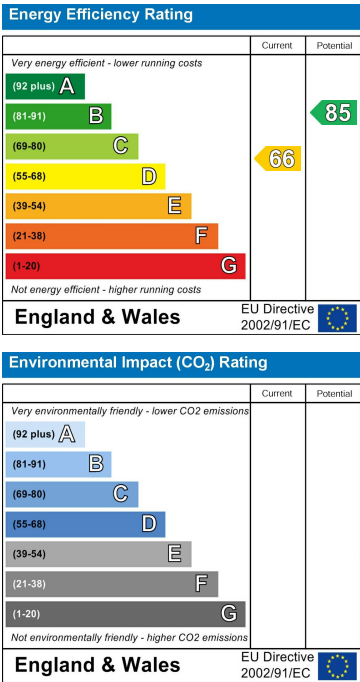 Energy Efficiency Rating
Current Potential
Very energy efficient - lower running costs
(92 plus) A
(81-91) B
(69-80) C
(55-68) D
(39-54) E
(21-38) F
(1-20) G
85
66
Not energy efficient - higher running costs
England & Wales
EU Directive
2002/91/EC
Environmental Impact (CO₂) Rating
Current Potential
Very environmentally friendly - lower CO2 emissions
(92 plus) A
(81-91) B
(69-80) C
(55-68) D
(39-54) E
(21-38) F
(1-20) G
Not environmentally friendly - higher CO2 emissions
England & Wales
EU Directive
2002/91/EC